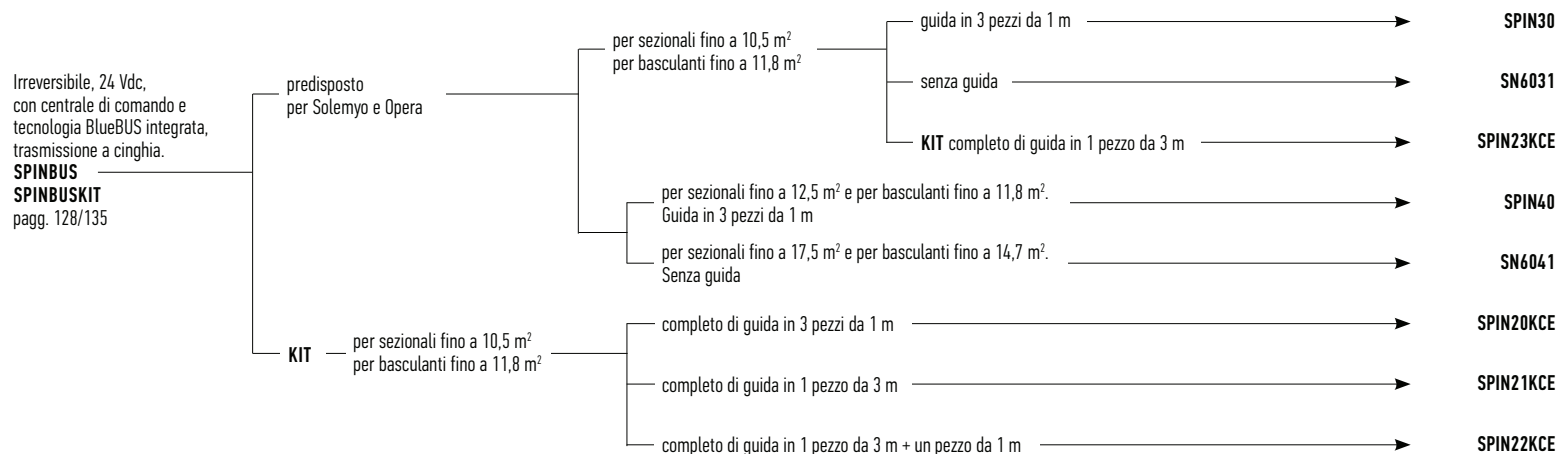 Irreversibile, 24 Vdc,
con centrale di comando e
tecnologia BlueBUS integrata,
trasmissione a cinghia.
SPINBUS
SPINBUSKIT
pagg. 128/135
predisposto
per Solemyo e Opera
per sezionali fino a 10,5 m²
per basculanti fino a 11,8 m²
guida in 3 pezzi da 1 m
SPIN30
senza guida
SN6031
KIT completo di guida in 1 pezzo da 3 m
SPIN23KCE
per sezionali fino a 12,5 m² e per basculanti fino a 11,8 m².
Guida in 3 pezzi da 1 m
SPIN40
per sezionali fino a 17,5 m² e per basculanti fino a 14,7 m².
Senza guida
SN6041
KIT
per sezionali fino a 10,5 m²
per basculanti fino a 11,8 m²
completo di guida in 3 pezzi da 1 m
SPIN20KCE
completo di guida in 1 pezzo da 3 m
SPIN21KCE
completo di guida in 1 pezzo da 3 m + un pezzo da 1 m
SPIN22KCE